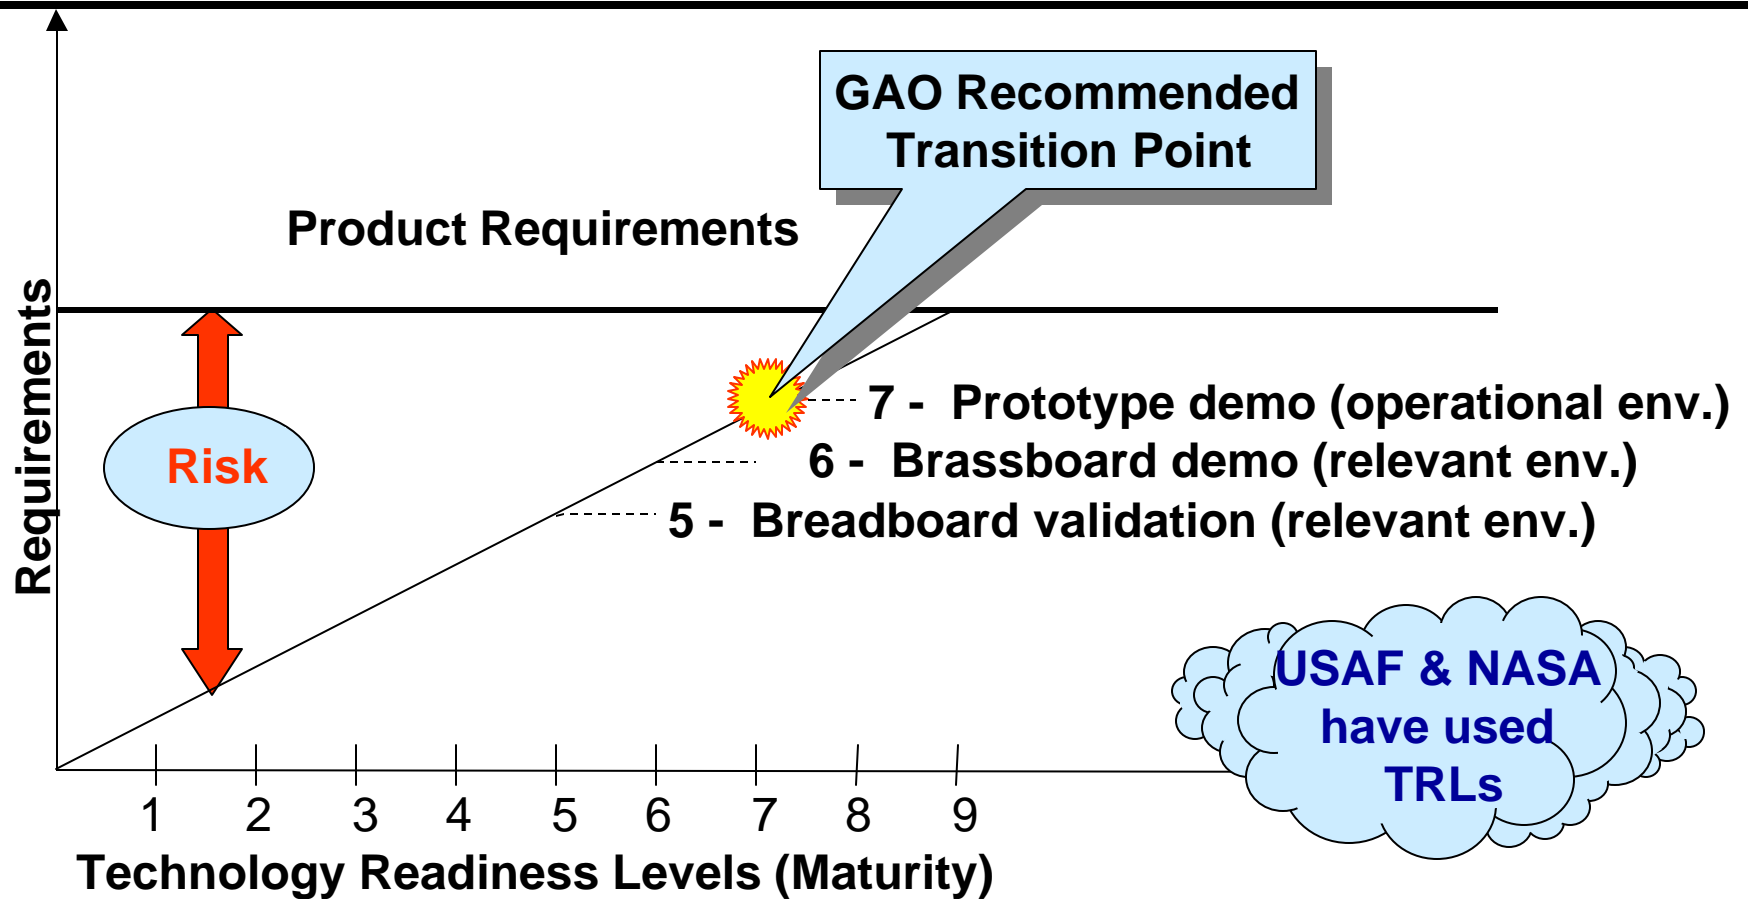 GAO Recommended
Transition Point
Product Requirements
Requirements
Risk
7 - Prototype demo (operational env.)
6 - Brassboard demo (relevant env.)
5 - Breadboard validation (relevant env.)
USAF & NASA
have used
TRLs
1 2 3 4 5 6 7 8 9
Technology Readiness Levels (Maturity)